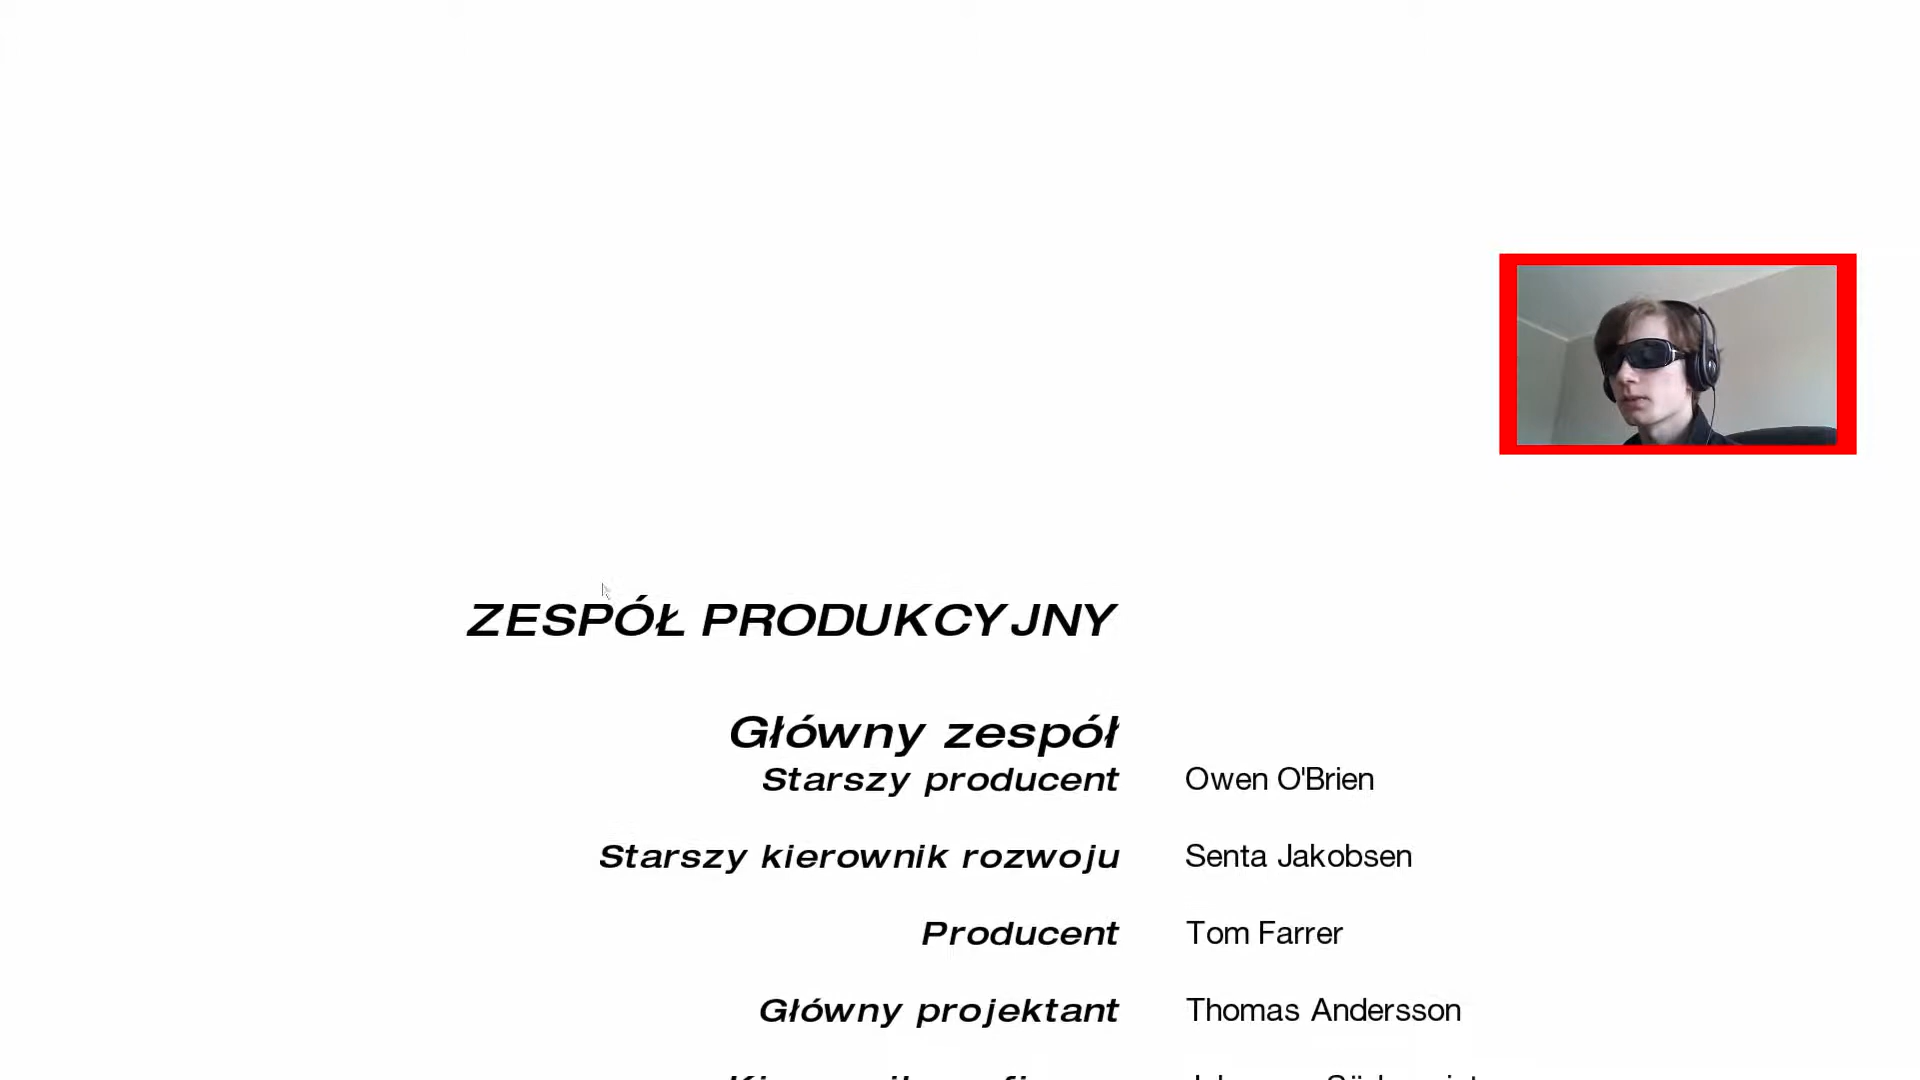 ZESPÓŁ PRODUKCYJNY
Główny zespół
Starszy producent Owen O'Brien
Starszy kierownik rozwoju Senta Jakobsen
Producent Tom Farrer
Główny projektant Thomas Andersson